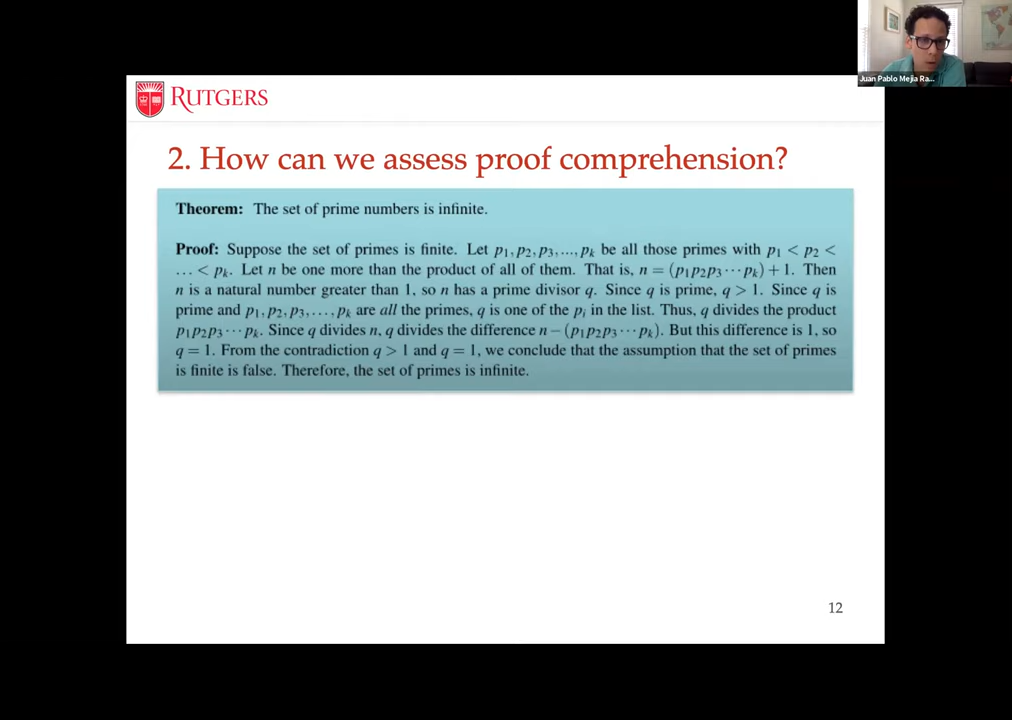 Juan Pablo Mejia Ra...
RUTGERS
2. How can we assess proof comprehension?
Theorem: The set of prime numbers is infinite.
Proof: Suppose the set of primes is finite. Let p₁, p₂, p₃, ..., pₖ be all those primes with p₁ < p₂ <
... < pₖ. Let n be one more than the product of all of them. That is, n = (p₁p₂p₃ ⋯ pₖ) + 1. Then
n is a natural number greater than 1, so n has a prime divisor q. Since q is prime, q > 1. Since q is
prime and p₁, p₂, p₃, ..., pₖ are all the primes, q is one of the pᵢ in the list. Thus, q divides the product
p₁p₂p₃ ⋯ pₖ. Since q divides n, q divides the difference n − (p₁p₂p₃ ⋯ pₖ). But this difference is 1, so
q = 1. From the contradiction q > 1 and q = 1, we conclude that the assumption that the set of primes
is finite is false. Therefore, the set of primes is infinite.
12